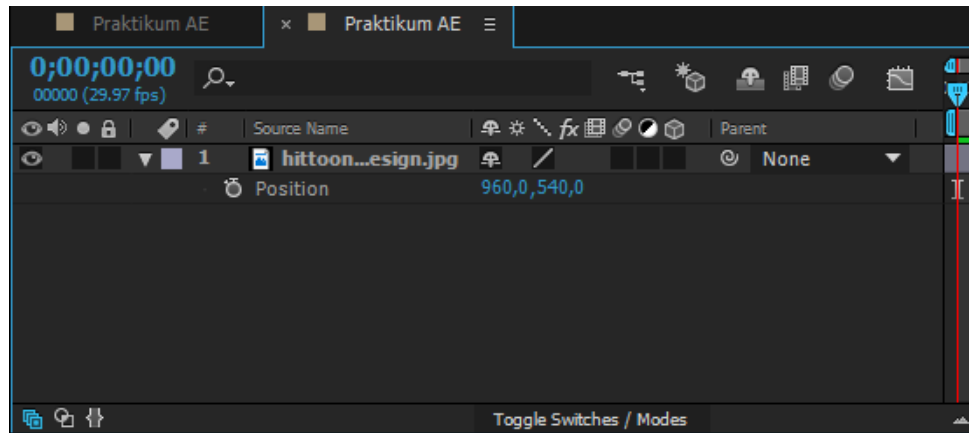 Praktikum AE
Praktikum AE
0;00;00;00
00000 (29.97 fps)
# Source Name fx Parent
1 hittoon...esign.jpg None
Position 960,0,540,0
Toggle Switches / Modes